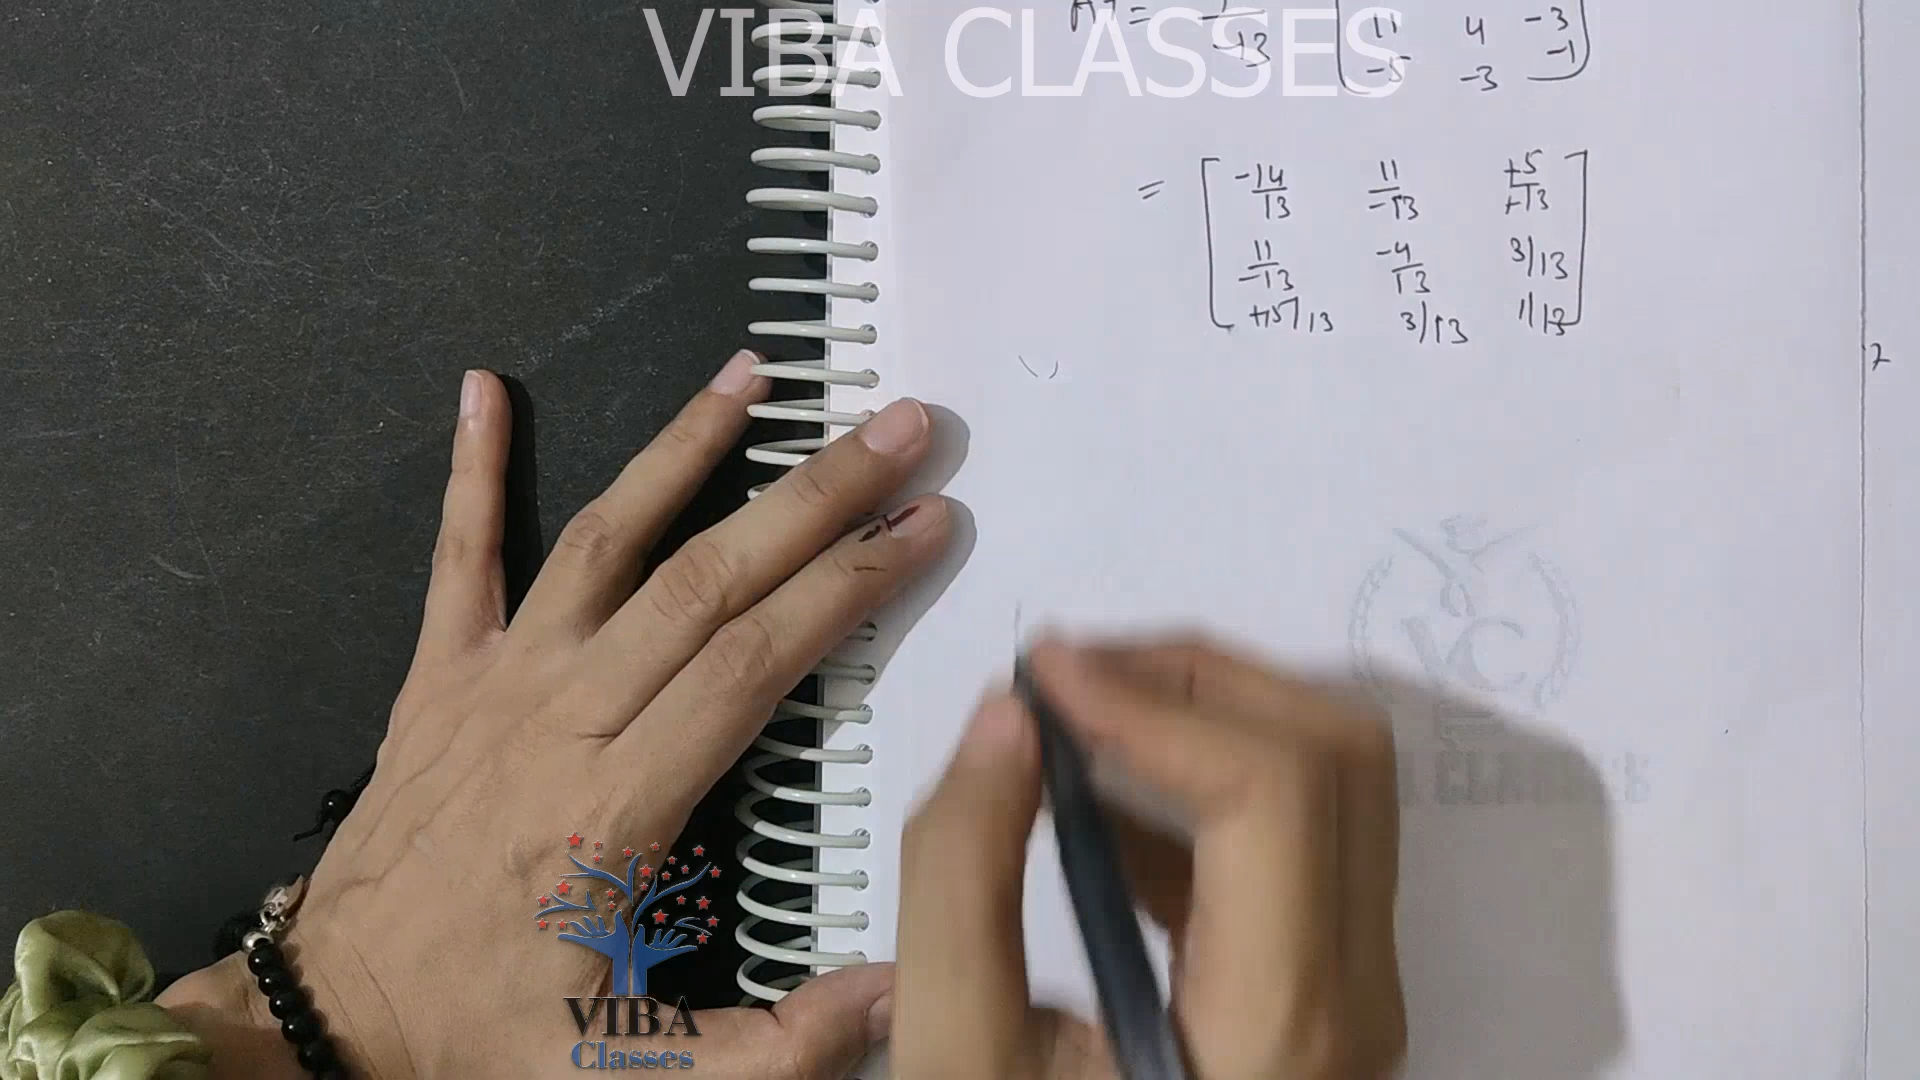 VIBA CLASSES
-13
11 4 -3
-5 -3 -1
= -14/13 11/-13 +5/+13
11/-13 -4/13 3/13
+5/13 3/13 1/13
VIBA
Classes